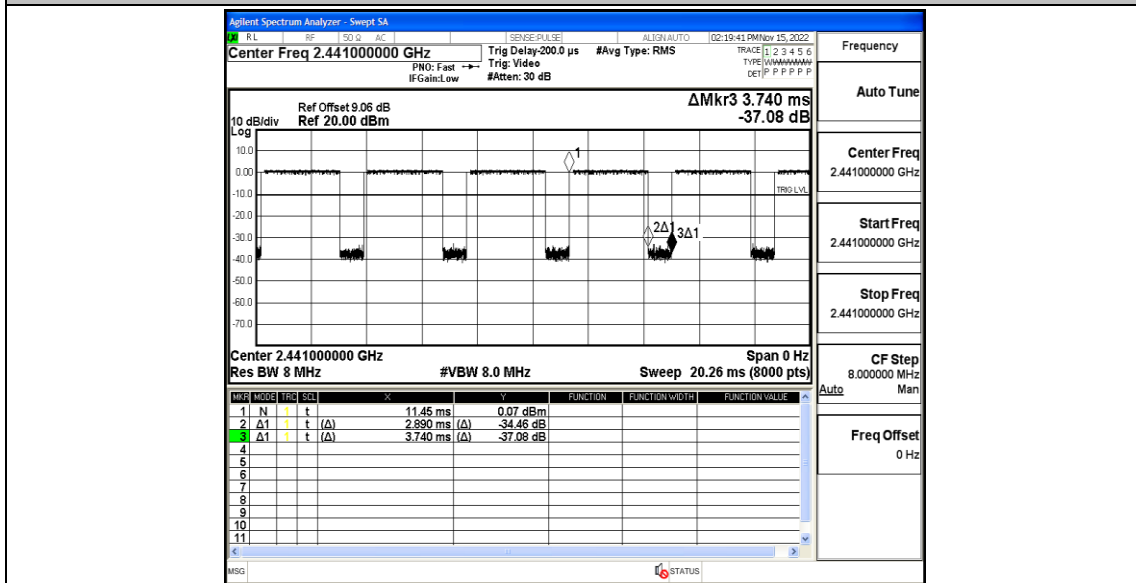 Agilent Spectrum Analyzer - Swept SA
RL RF 50 Ω AC SENSE:PULSE ALIGNAUTO 02:19:41 PM Nov 15, 2022
Center Freq 2.441000000 GHz
PNO: Fast
IFGain:Low
Trig Delay-200.0 µs
Trig: Video
#Atten: 30 dB
#Avg Type: RMS
TRACE 1 2 3 4 5 6
TYPE
DET P P P P P P
ΔMkr3 3.740 ms
-37.08 dB
Ref Offset 9.06 dB
10 dB/div Ref 20.00 dBm
Log
10.0
0.00
-10.0
-20.0
-30.0
-40.0
-50.0
-60.0
-70.0
1
TRIG LVL
2Δ1
3Δ1
Center 2.441000000 GHz Span 0 Hz
Res BW 8 MHz #VBW 8.0 MHz Sweep 20.26 ms (8000 pts)
MKR MODE TRC SCL X Y FUNCTION FUNCTION WIDTH FUNCTION VALUE
1 N 1 t 11.45 ms 0.07 dBm
2 Δ1 1 t (Δ) 2.890 ms (Δ) -34.46 dB
3 Δ1 1 t (Δ) 3.740 ms (Δ) -37.08 dB
4
5
6
7
8
9
10
11
MSG STATUS
Frequency
Auto Tune
Center Freq
2.441000000 GHz
Start Freq
2.441000000 GHz
Stop Freq
2.441000000 GHz
CF Step
8.000000 MHz
Auto Man
Freq Offset
0 Hz